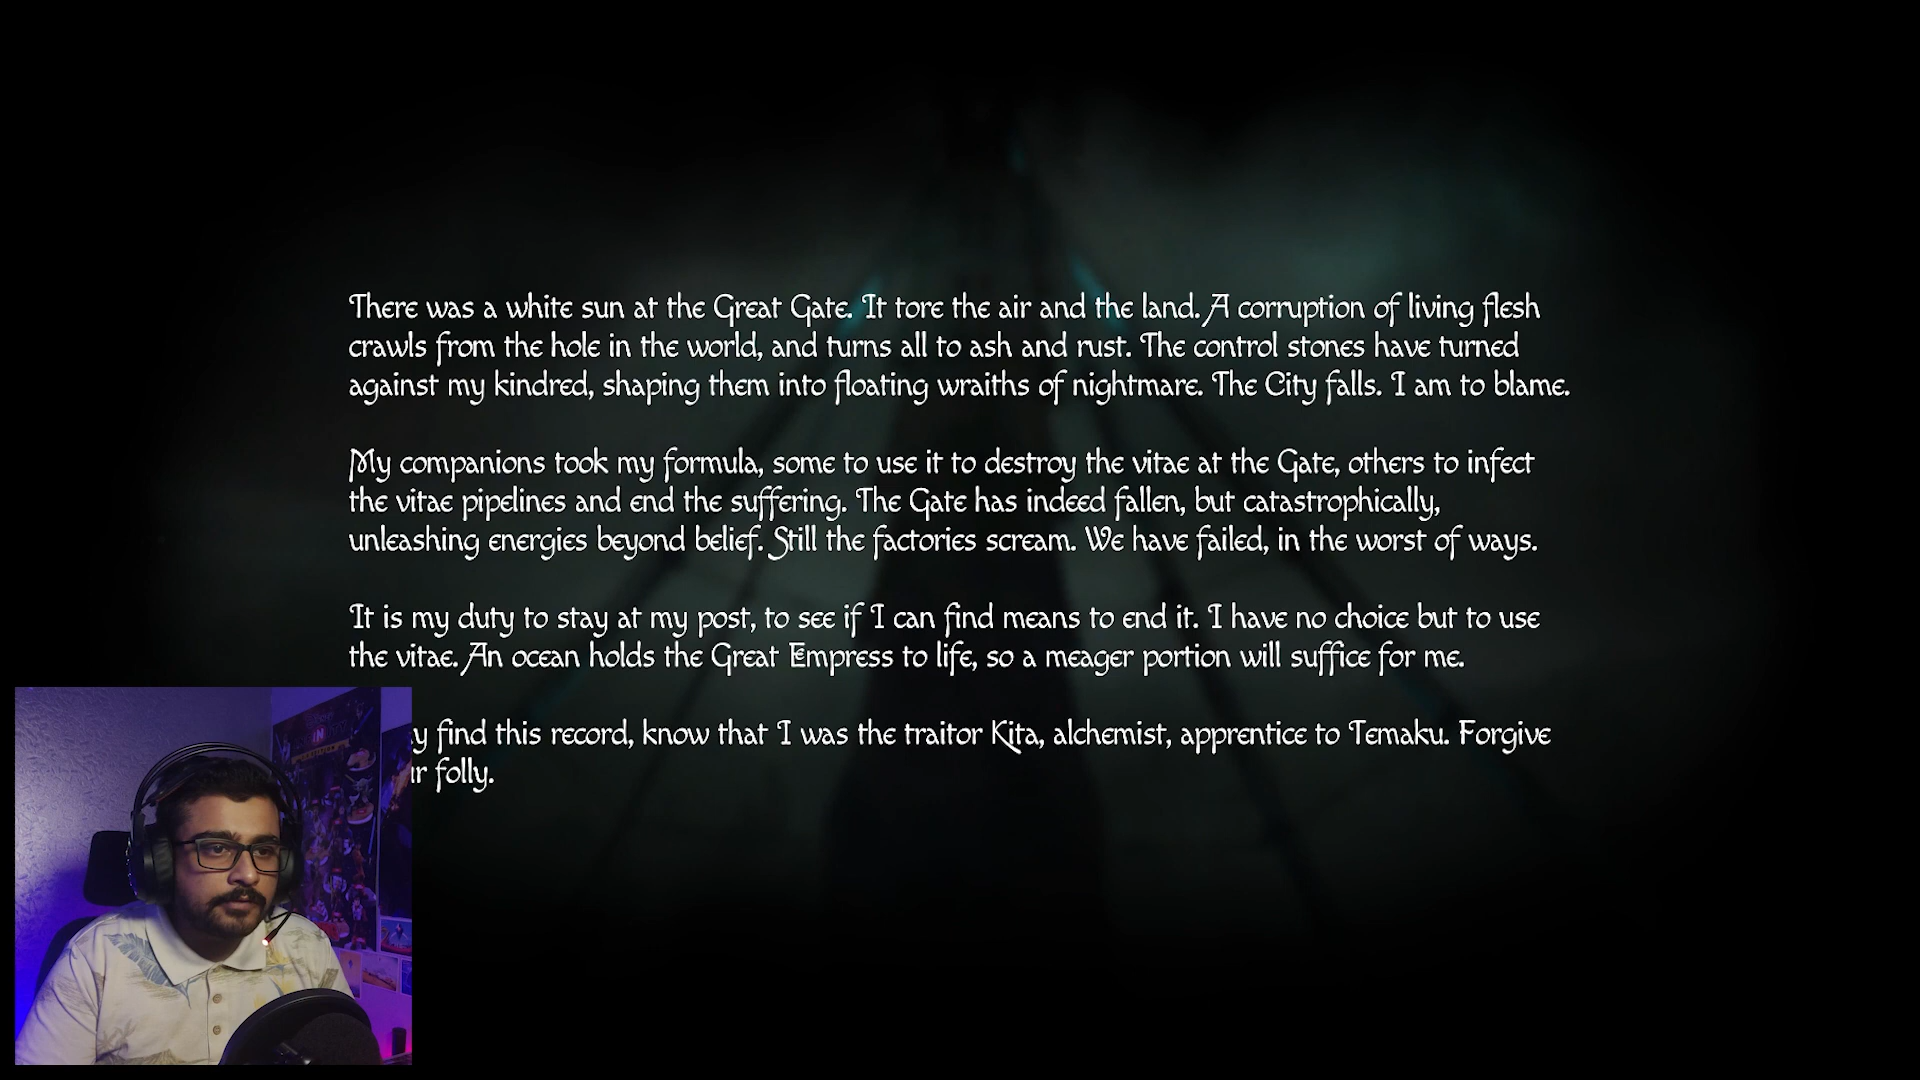 There was a white sun at the Great Gate. It tore the air and the land. A corruption of living flesh
crawls from the hole in the world, and turns all to ash and rust. The control stones have turned
against my kindred, shaping them into floating wraiths of nightmare. The City falls. I am to blame.
My companions took my formula, some to use it to destroy the vitae at the Gate, others to infect
the vitae pipelines and end the suffering. The Gate has indeed fallen, but catastrophically,
unleashing energies beyond belief. Still the factories scream. We have failed, in the worst of ways.
It is my duty to stay at my post, to see if I can find means to end it. I have no choice but to use
the vitae. An ocean holds the Great Empress to life, so a meager portion will suffice for me.
find this record, know that I was the traitor Kita, alchemist, apprentice to Temaku. Forgive
folly.